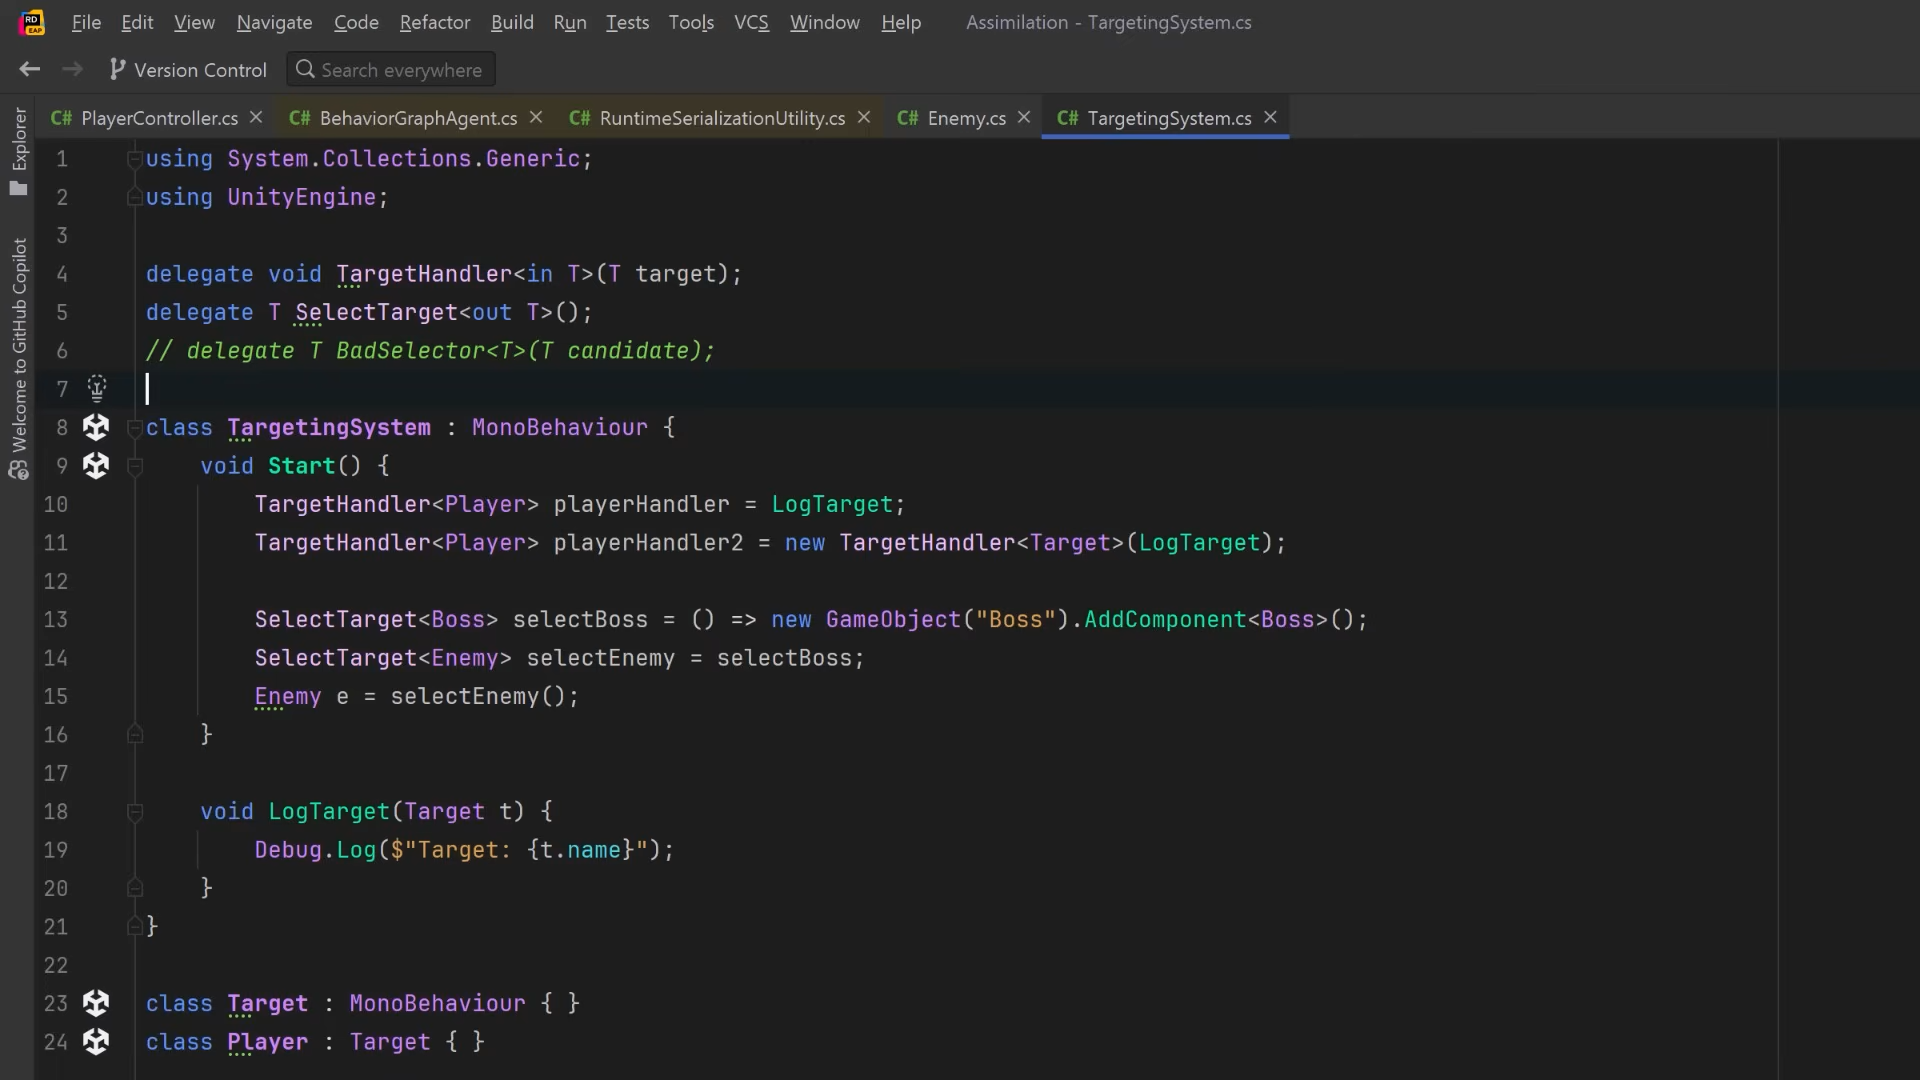 File Edit View Navigate Code Refactor Build Run Tests Tools VCS Window Help Assimilation - TargetingSystem.cs
Version Control Search everywhere
C# PlayerController.cs C# BehaviorGraphAgent.cs C# RuntimeSerializationUtility.cs C# Enemy.cs C# TargetingSystem.cs
Explorer
Welcome to GitHub Copilot
1 using System.Collections.Generic;
2 using UnityEngine;
3
4 delegate void TargetHandler<in T>(T target);
5 delegate T SelectTarget<out T>();
6 // delegate T BadSelector<T>(T candidate);
7
8 class TargetingSystem : MonoBehaviour {
9 void Start() {
10 TargetHandler<Player> playerHandler = LogTarget;
11 TargetHandler<Player> playerHandler2 = new TargetHandler<Target>(LogTarget);
12
13 SelectTarget<Boss> selectBoss = () => new GameObject("Boss").AddComponent<Boss>();
14 SelectTarget<Enemy> selectEnemy = selectBoss;
15 Enemy e = selectEnemy();
16 }
17
18 void LogTarget(Target t) {
19 Debug.Log($"Target: {t.name}");
20 }
21 }
22
23 class Target : MonoBehaviour { }
24 class Player : Target { }